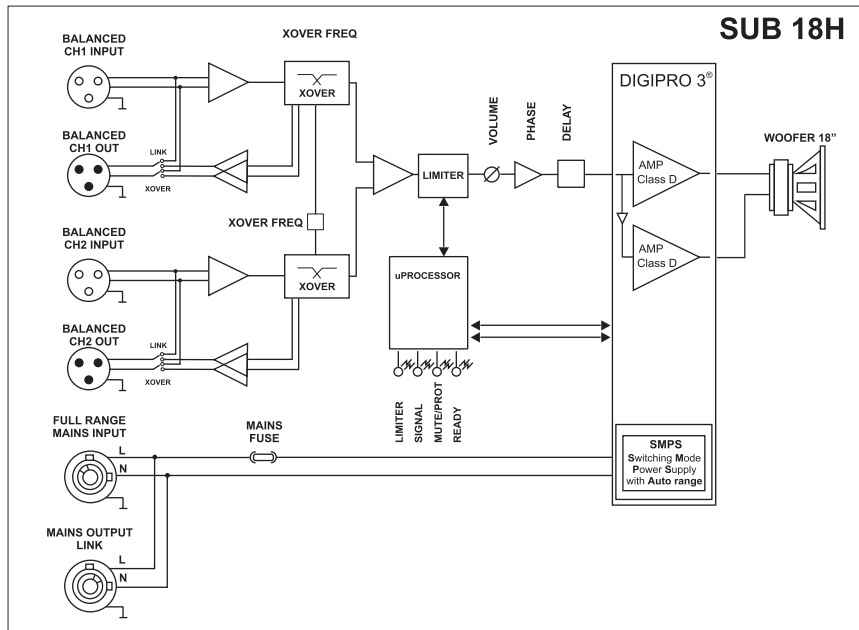 SUB 18H
BALANCED
CH1 INPUT
XOVER FREQ
XOVER
BALANCED
CH1 OUT
LINK
XOVER
XOVER FREQ
BALANCED
CH2 INPUT
XOVER
BALANCED
CH2 OUT
LINK
XOVER
LIMITER
VOLUME
PHASE
DELAY
uPROCESSOR
LIMITER
SIGNAL
MUTE/PROT
READY
DIGIPRO 3®
AMP
Class D
AMP
Class D
WOOFER 18”
FULL RANGE
MAINS INPUT
L
N
MAINS
FUSE
SMPS
Switching Mode
Power Supply
with Auto range
MAINS OUTPUT
LINK
L
N